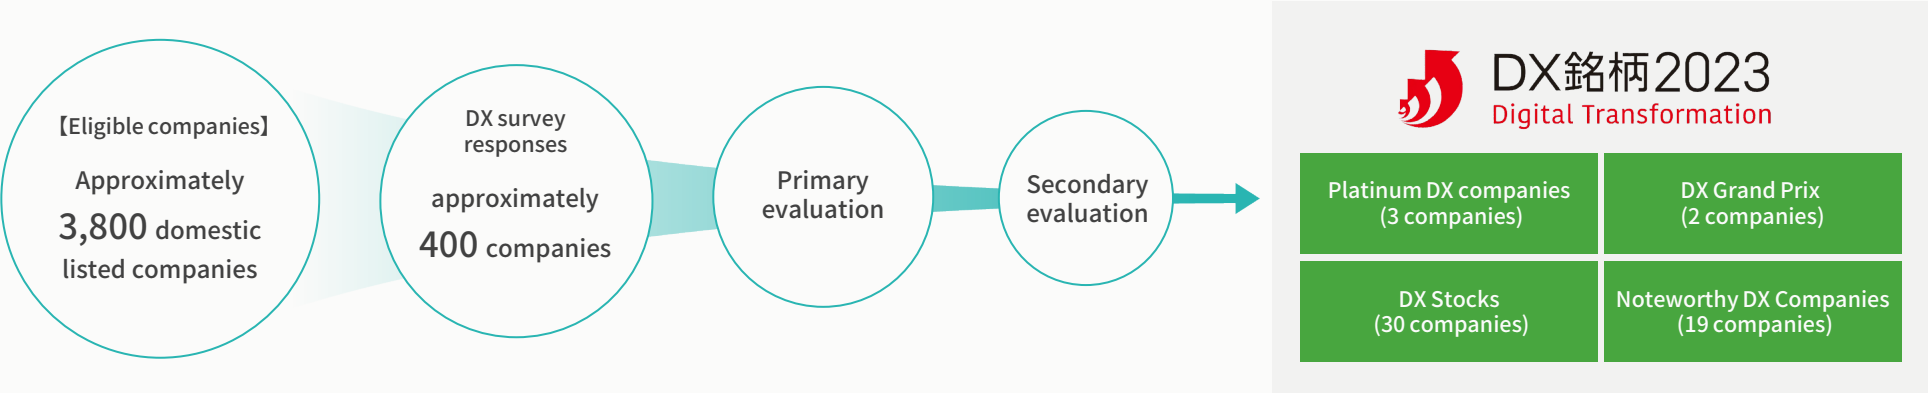 【Eligible companies】
Approximately
3,800 domestic
listed companies
DX survey
responses
approximately
400 companies
Primary
evaluation
Secondary
evaluation
DX銘柄2023
Digital Transformation
Platinum DX companies
(3 companies)
DX Grand Prix
(2 companies)
DX Stocks
(30 companies)
Noteworthy DX Companies
(19 companies)